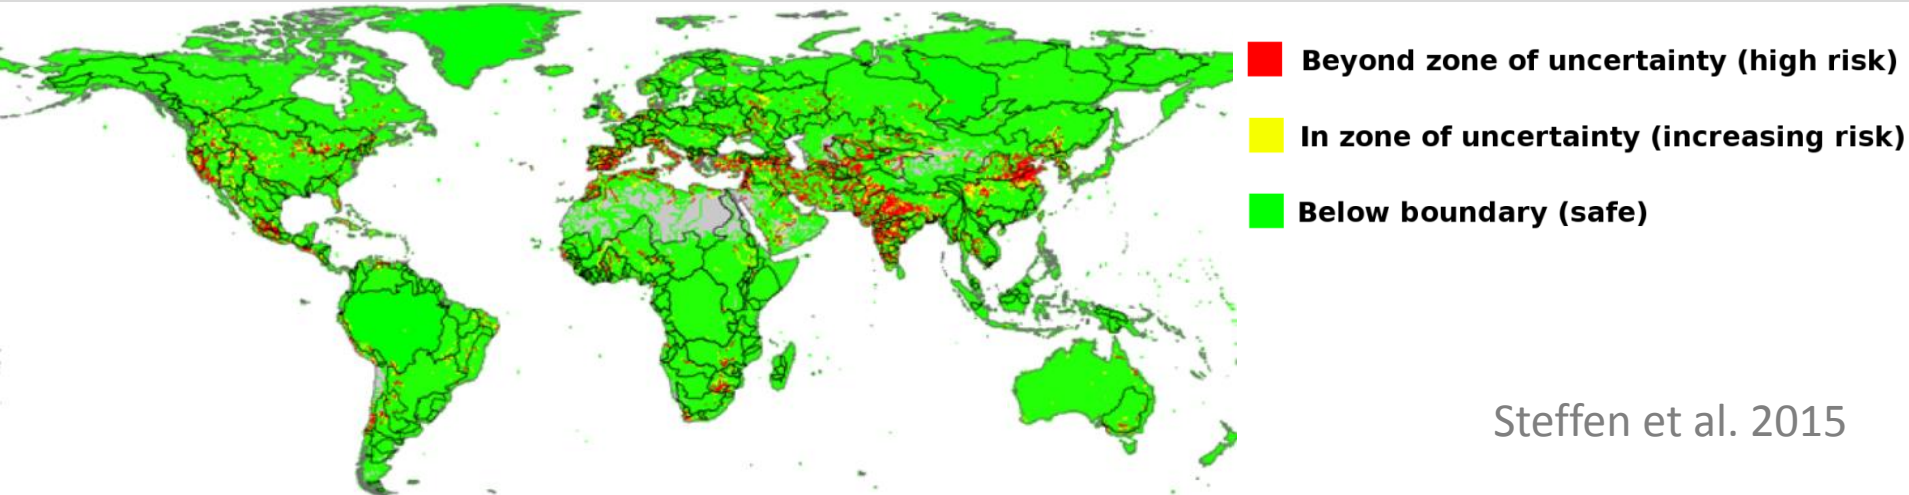 Beyond zone of uncertainty (high risk)
In zone of uncertainty (increasing risk)
Below boundary (safe)
Steffen et al. 2015